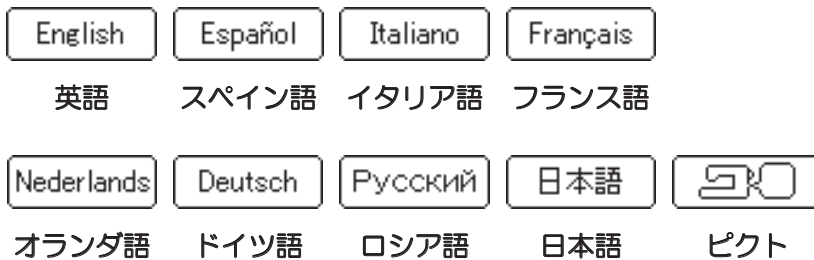 English Español Italiano Français
英語 スペイン語 イタリア語 フランス語
Nederlands Deutsch Русский 日本語
オランダ語 ドイツ語 ロシア語 日本語 ピクト